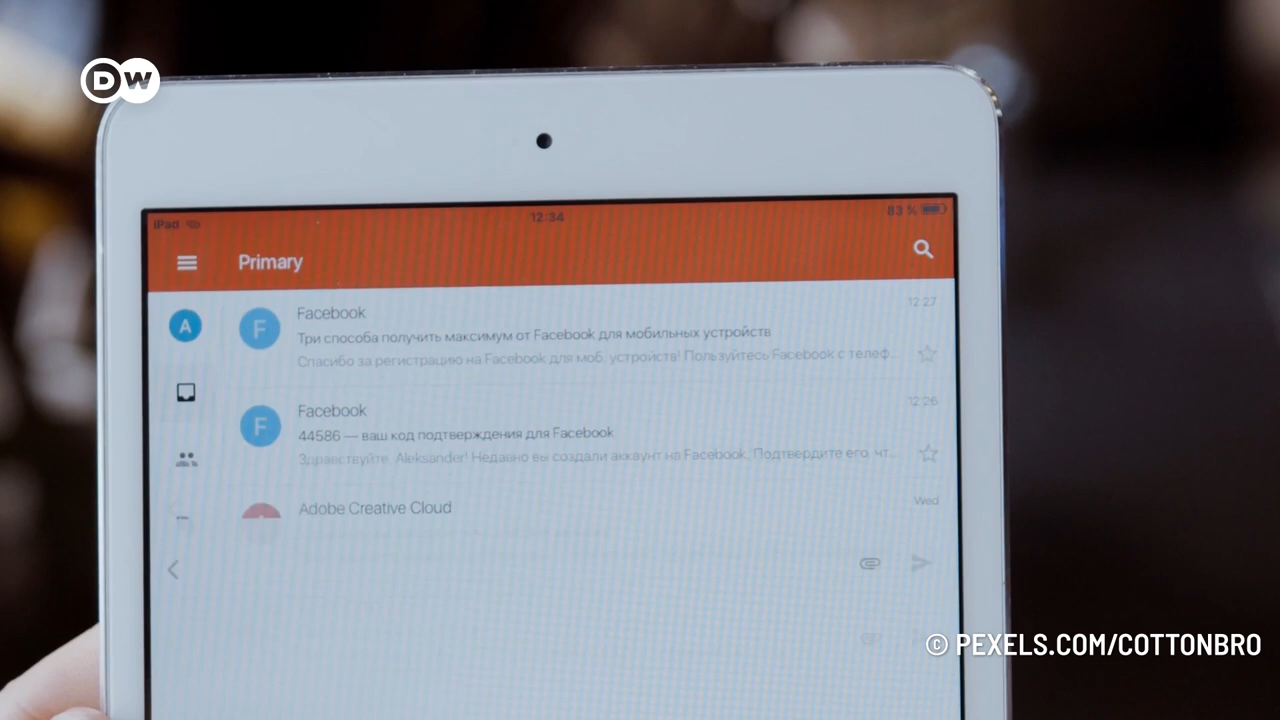 DW
iPad
12:34
83 %
Primary
A
F
Facebook
12:27
Три способа получить максимум от Facebook для мобильных устройств
Спасибо за регистрацию на Facebook для моб. устройств! Пользуйтесь Facebook с телеф...
F
Facebook
12:26
44586 — ваш код подтверждения для Facebook
Здравствуйте, Aleksander! Недавно вы создали аккаунт на Facebook. Подтвердите его, чт...
Adobe Creative Cloud
Wed
© PEXELS.COM/COTTONBRO